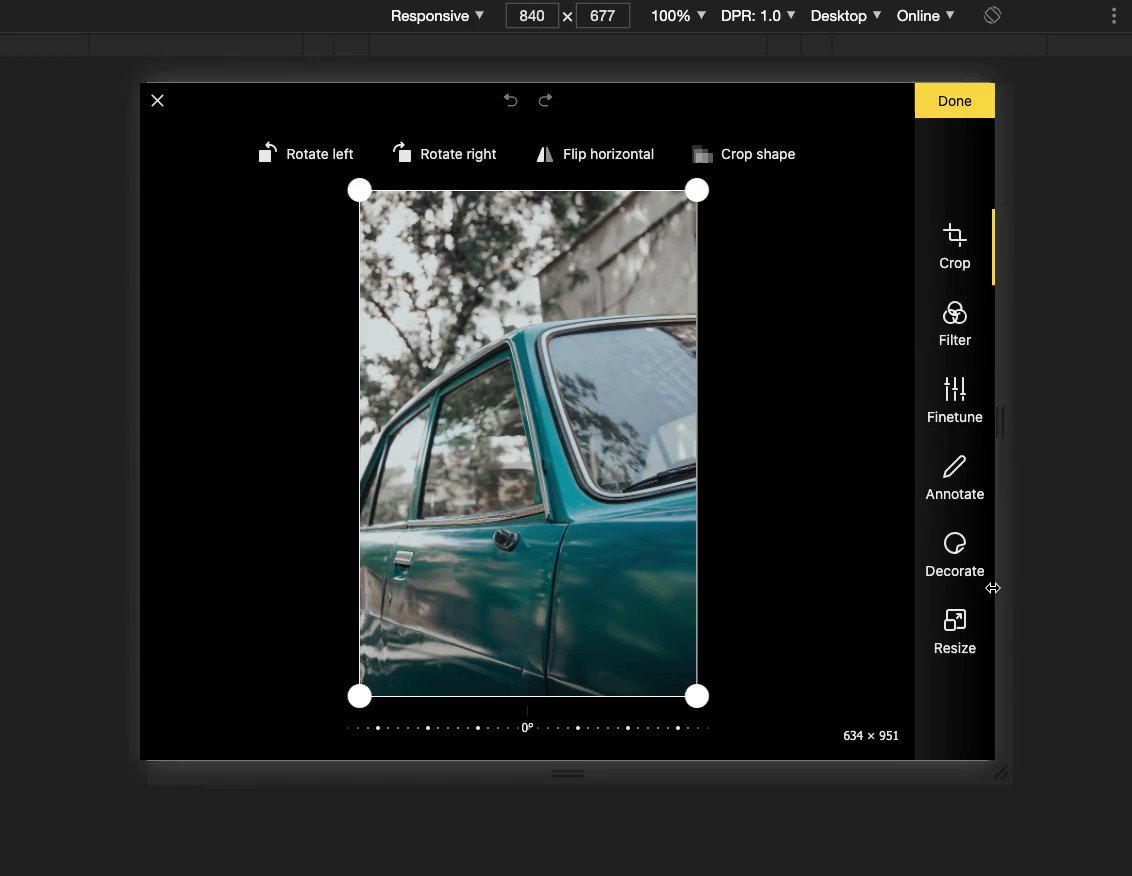 Responsive ▼ 840 x 677 100% ▼ DPR: 1.0 ▼ Desktop ▼ Online ▼
Done
Rotate left Rotate right Flip horizontal Crop shape
Crop
Filter
Finetune
Annotate
Decorate
Resize
0°
634 × 951